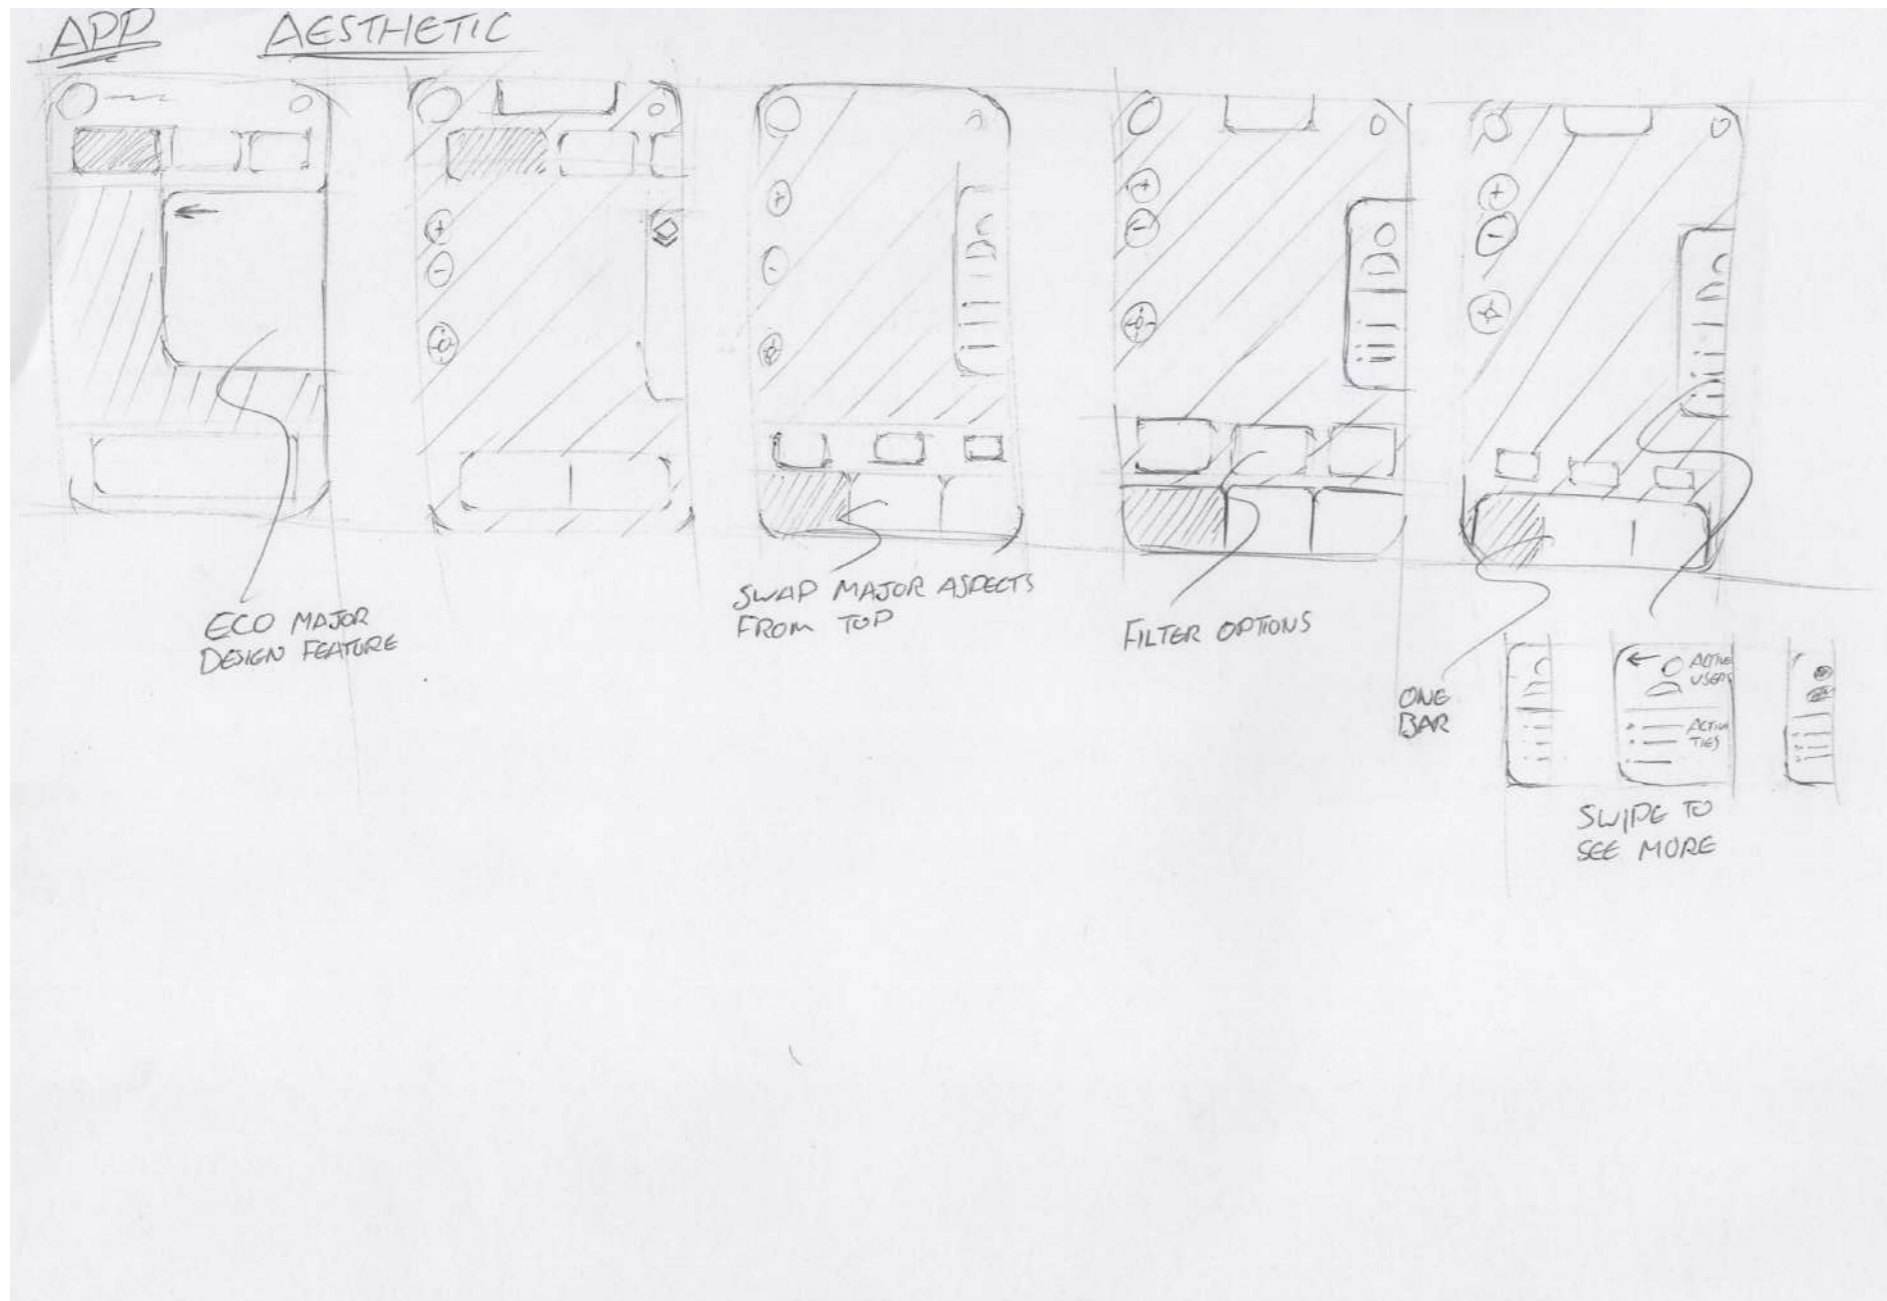 APP AESTHETIC
ECO MAJOR
DESIGN FEATURE
SWAP MAJOR ASPECTS
FROM TOP
FILTER OPTIONS
ONE
BAR
ACTIVE
USERS
ACTIVI
TIES
SWIPE TO
SEE MORE